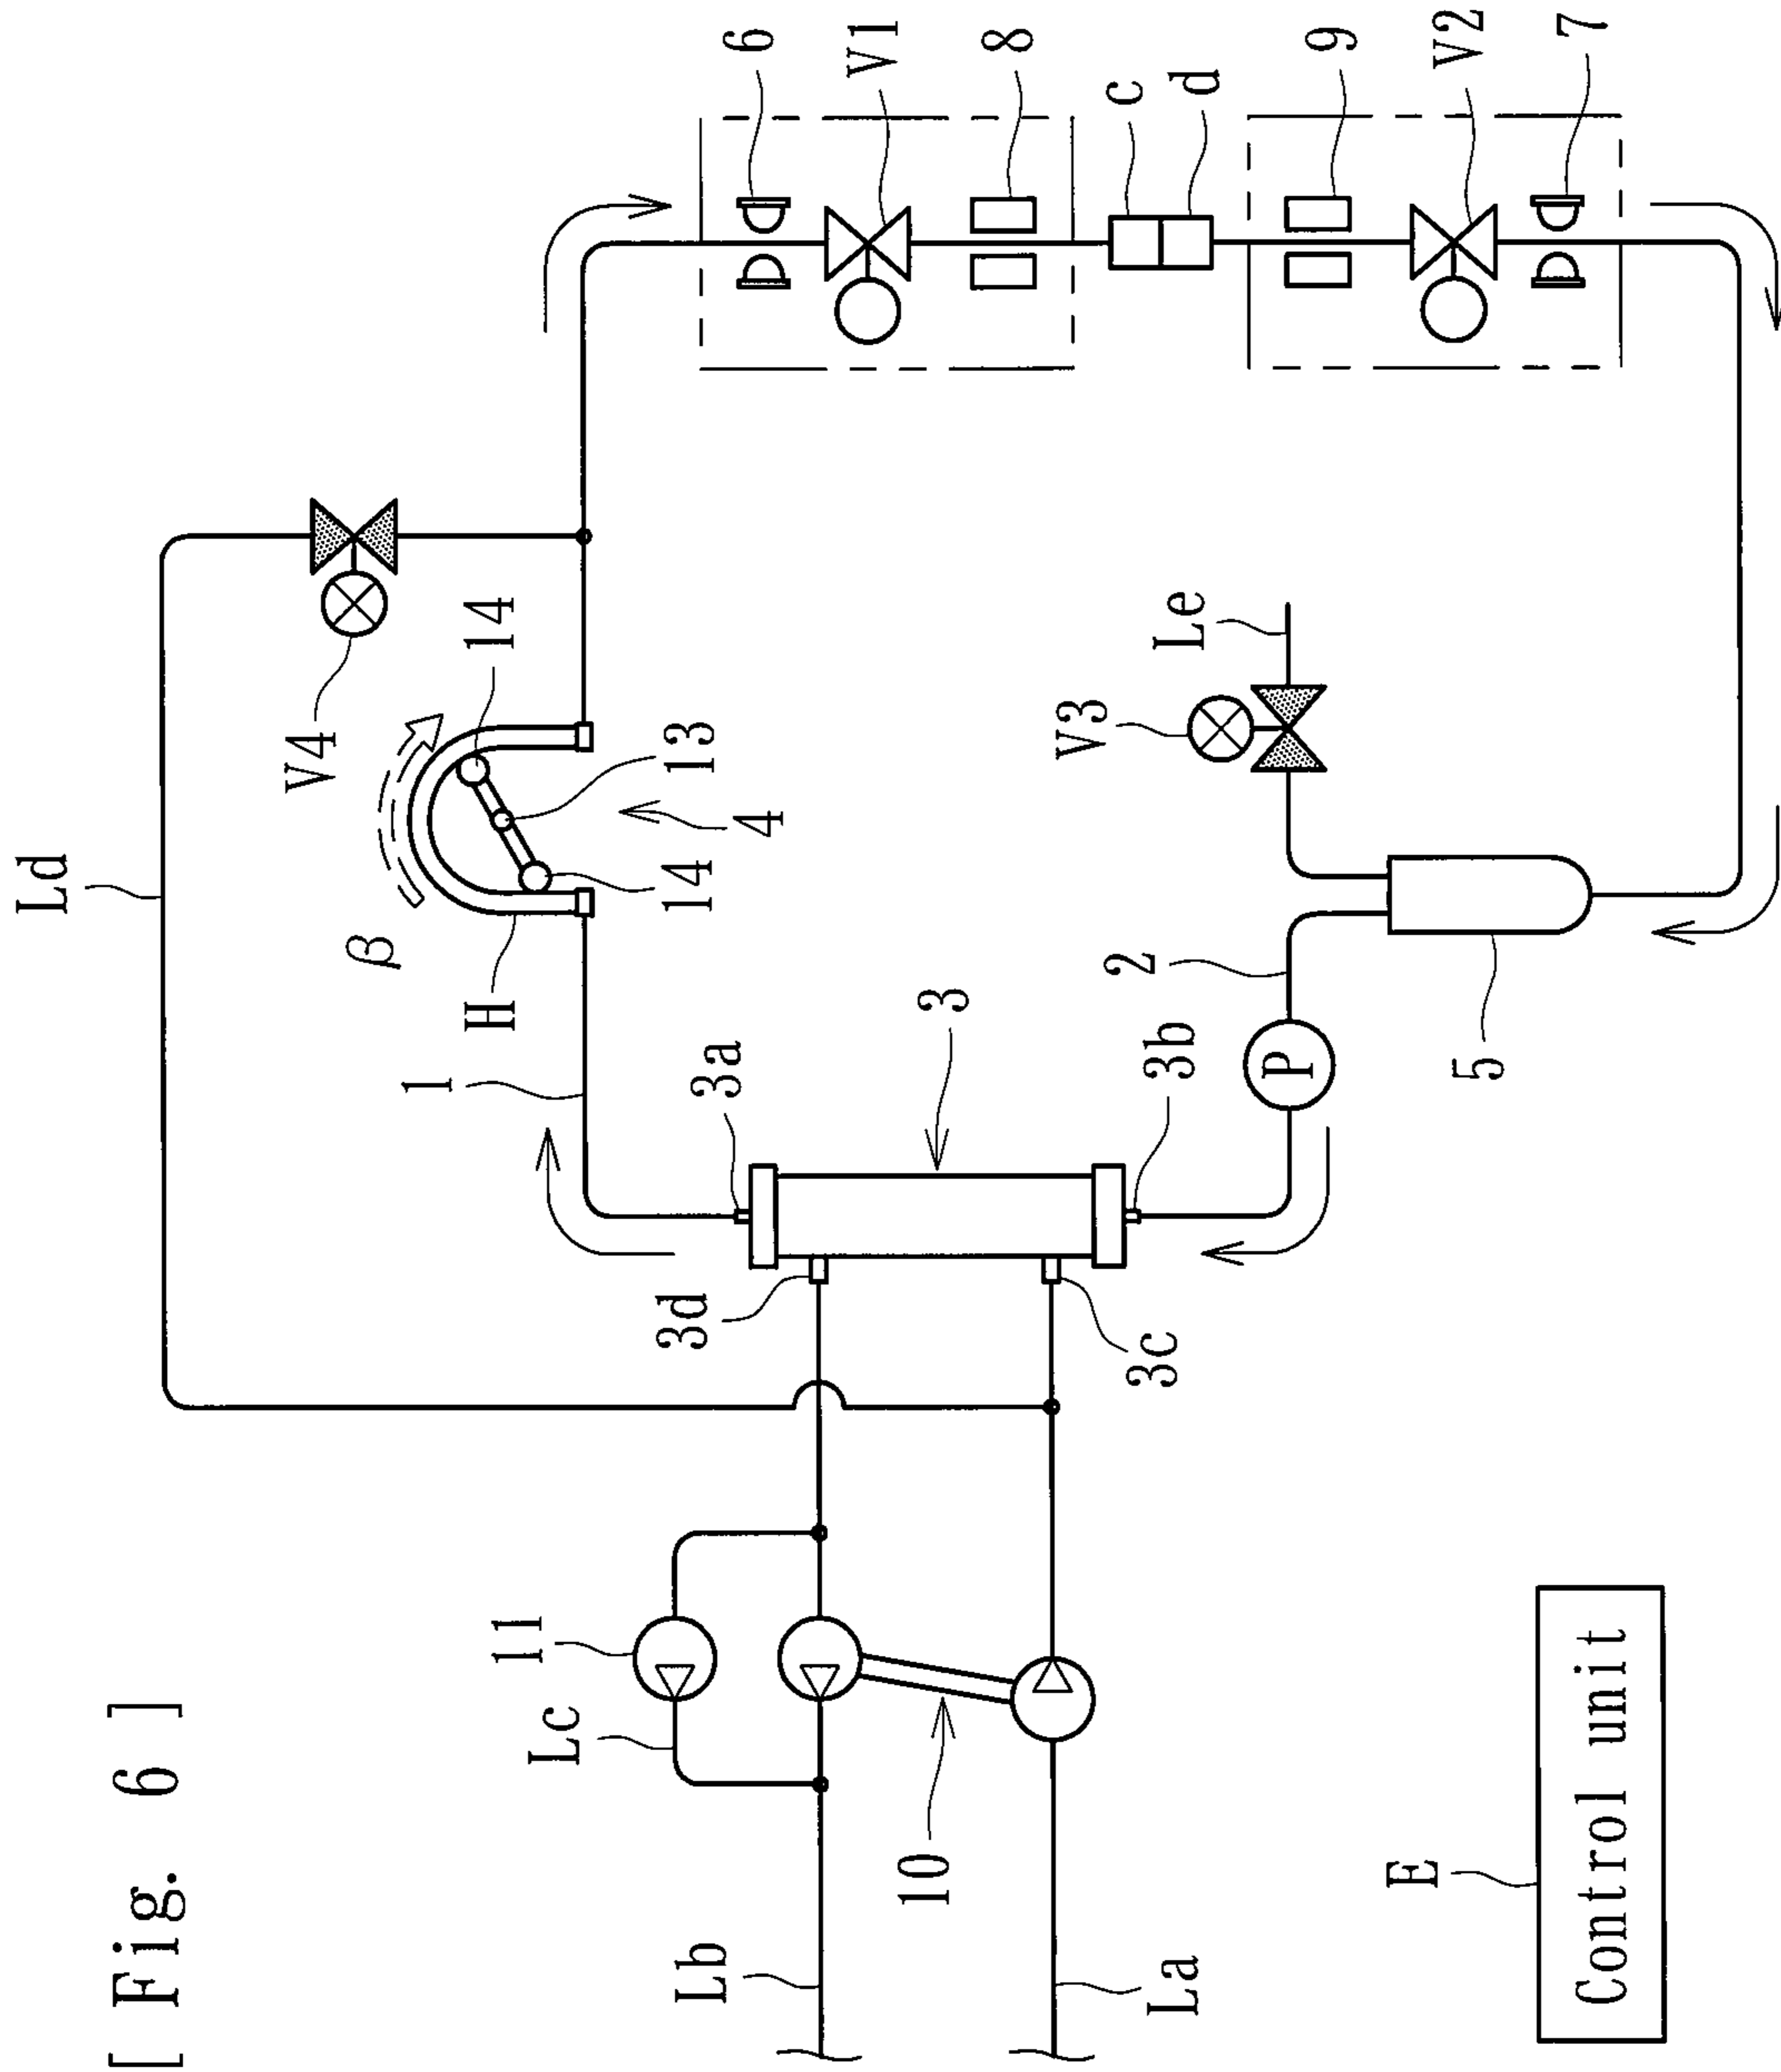 [ Fig. 6 ]
Ld
V4
14
β
H
13
4
14
1
6
V1
8
c
d
9
V2
7
Le
V3
2
5
P
3
3a
3b
3d
3c
11
Lc
10
Lb
La
E
Control unit